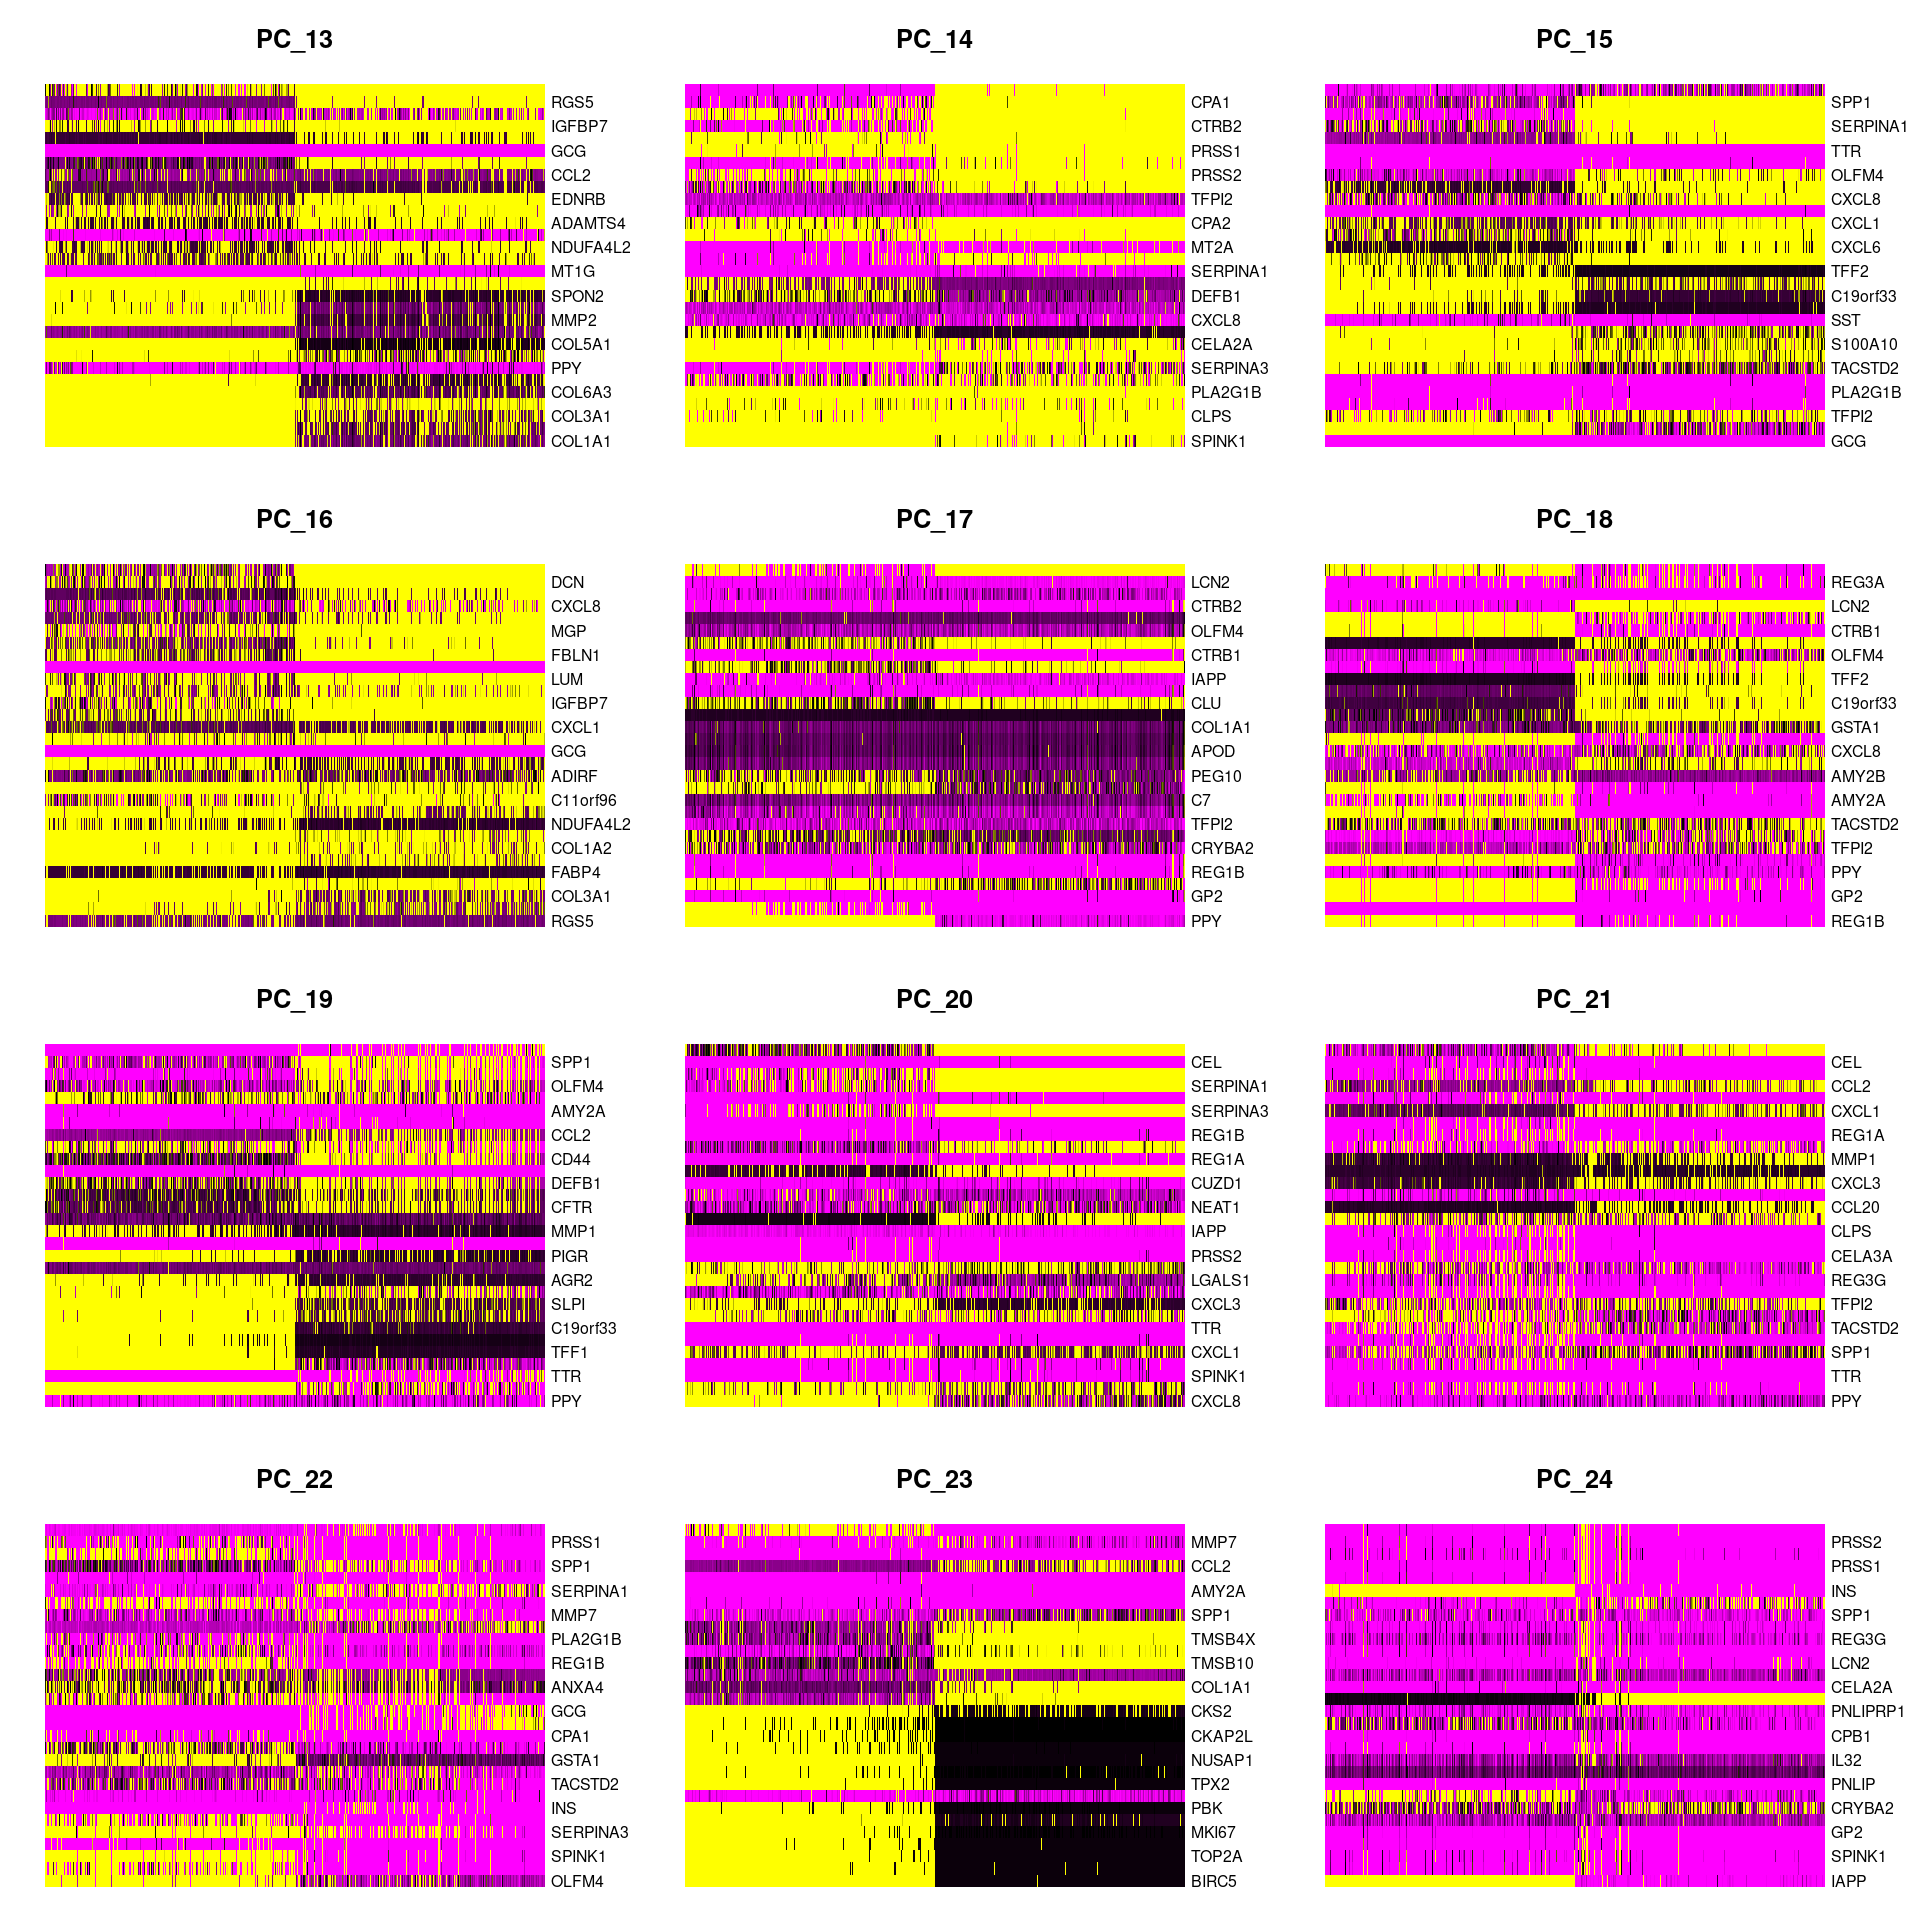 PC_13
RGS5
IGFBP7
GCG
CCL2
EDNRB
ADAMTS4
NDUFA4L2
MT1G
SPON2
MMP2
COL5A1
PPY
COL6A3
COL3A1
COL1A1
PC_14
CPA1
CTRB2
PRSS1
PRSS2
TFPI2
CPA2
MT2A
SERPINA1
DEFB1
CXCL8
CELA2A
SERPINA3
PLA2G1B
CLPS
SPINK1
PC_15
SPP1
SERPINA1
TTR
OLFM4
CXCL8
CXCL1
CXCL6
TFF2
C19orf33
SST
S100A10
TACSTD2
PLA2G1B
TFPI2
GCG
PC_16
DCN
CXCL8
MGP
FBLN1
LUM
IGFBP7
CXCL1
GCG
ADIRF
C11orf96
NDUFA4L2
COL1A2
FABP4
COL3A1
RGS5
PC_17
LCN2
CTRB2
OLFM4
CTRB1
IAPP
CLU
COL1A1
APOD
PEG10
C7
TFPI2
CRYBA2
REG1B
GP2
PPY
PC_18
REG3A
LCN2
CTRB1
OLFM4
TFF2
C19orf33
GSTA1
CXCL8
AMY2B
AMY2A
TACSTD2
TFPI2
PPY
GP2
REG1B
PC_19
SPP1
OLFM4
AMY2A
CCL2
CD44
DEFB1
CFTR
MMP1
PIGR
AGR2
SLPI
C19orf33
TFF1
TTR
PPY
PC_20
CEL
SERPINA1
SERPINA3
REG1B
REG1A
CUZD1
NEAT1
IAPP
PRSS2
LGALS1
CXCL3
TTR
CXCL1
SPINK1
CXCL8
PC_21
CEL
CCL2
CXCL1
REG1A
MMP1
CXCL3
CCL20
CLPS
CELA3A
REG3G
TFPI2
TACSTD2
SPP1
TTR
PPY
PC_22
PRSS1
SPP1
SERPINA1
MMP7
PLA2G1B
REG1B
ANXA4
GCG
CPA1
GSTA1
TACSTD2
INS
SERPINA3
SPINK1
OLFM4
PC_23
MMP7
CCL2
AMY2A
SPP1
TMSB4X
TMSB10
COL1A1
CKS2
CKAP2L
NUSAP1
TPX2
PBK
MKI67
TOP2A
BIRC5
PC_24
PRSS2
PRSS1
INS
SPP1
REG3G
LCN2
CELA2A
PNLIPRP1
CPB1
IL32
PNLIP
CRYBA2
GP2
SPINK1
IAPP